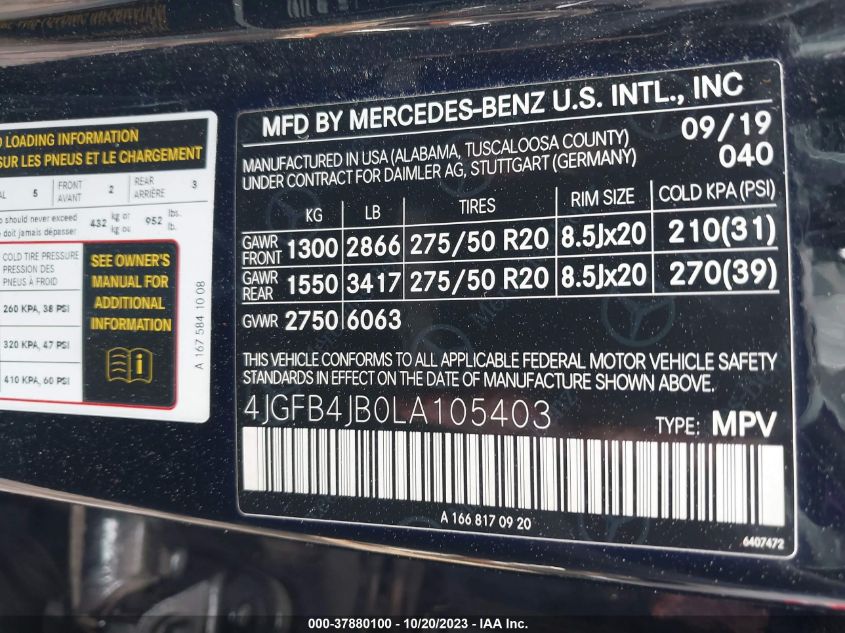 LOADING INFORMATION
SUR LES PNEUS ET LE CHARGEMENT
5 FRONT AVANT 2 REAR ARRIÈRE 3
should never exceed
doit jamais dépasser 432 kg or kg ou 952 lbs. lb.
COLD TIRE PRESSURE
PRESSION DES
PNEUS À FROID
260 KPA, 38 PSI
320 KPA, 47 PSI
410 KPA, 60 PSI
SEE OWNER'S
MANUAL FOR
ADDITIONAL
INFORMATION
A 167 584 10 08
MFD BY MERCEDES-BENZ U.S. INTL., INC
MANUFACTURED IN USA (ALABAMA, TUSCALOOSA COUNTY) 09/19
UNDER CONTRACT FOR DAIMLER AG, STUTTGART (GERMANY) 040
KG LB TIRES RIM SIZE COLD KPA (PSI)
GAWR FRONT 1300 2866 275/50 R20 8.5Jx20 210(31)
GAWR REAR 1550 3417 275/50 R20 8.5Jx20 270(39)
GVWR 2750 6063
THIS VEHICLE CONFORMS TO ALL APPLICABLE FEDERAL MOTOR VEHICLE SAFETY
STANDARDS IN EFFECT ON THE DATE OF MANUFACTURE SHOWN ABOVE.
4JGFB4JB0LA105403 TYPE: MPV
A 166 817 09 20
6407472
000-37880100 - 10/20/2023 - © IAA Inc.